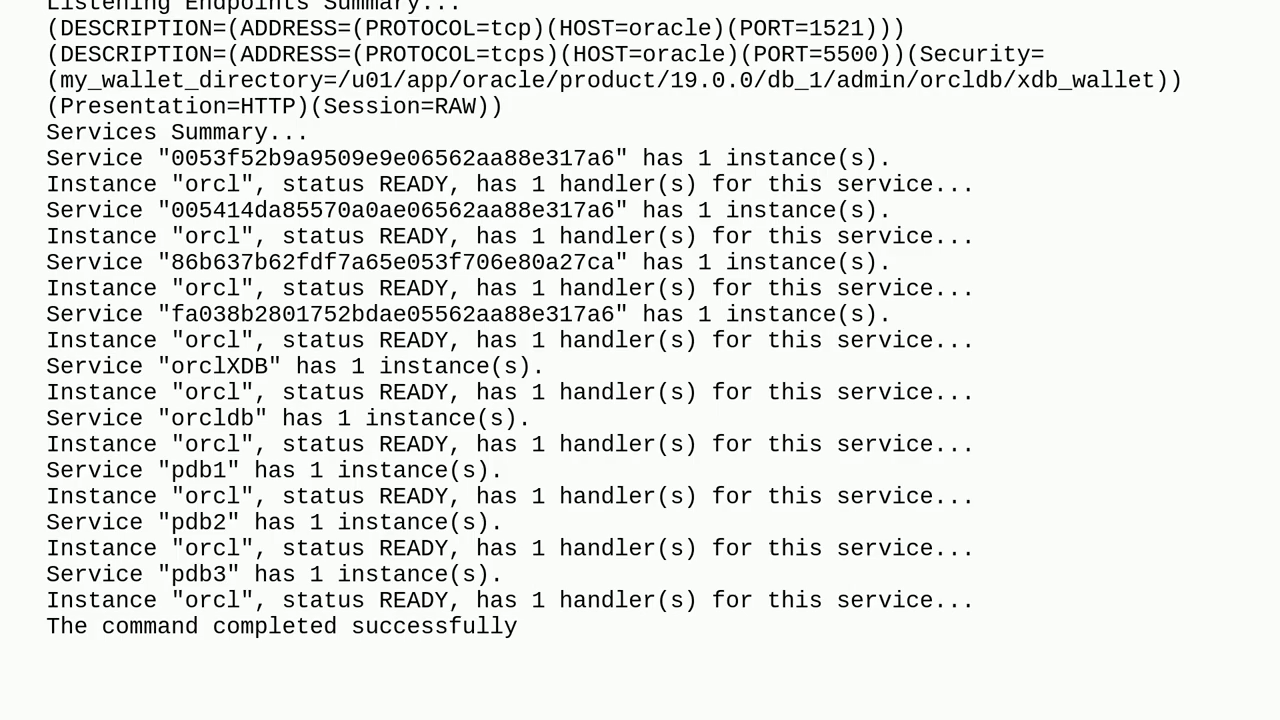 Listening Endpoints Summary...
(DESCRIPTION=(ADDRESS=(PROTOCOL=tcp)(HOST=oracle)(PORT=1521)))
(DESCRIPTION=(ADDRESS=(PROTOCOL=tcps)(HOST=oracle)(PORT=5500))(Security=
(my_wallet_directory=/u01/app/oracle/product/19.0.0/db_1/admin/orcldb/xdb_wallet))
(Presentation=HTTP)(Session=RAW))
Services Summary...
Service "0053f52b9a9509e9e06562aa88e317a6" has 1 instance(s).
Instance "orcl", status READY, has 1 handler(s) for this service...
Service "005414da85570a0ae06562aa88e317a6" has 1 instance(s).
Instance "orcl", status READY, has 1 handler(s) for this service...
Service "86b637b62fdf7a65e053f706e80a27ca" has 1 instance(s).
Instance "orcl", status READY, has 1 handler(s) for this service...
Service "fa038b2801752bdae05562aa88e317a6" has 1 instance(s).
Instance "orcl", status READY, has 1 handler(s) for this service...
Service "orclXDB" has 1 instance(s).
Instance "orcl", status READY, has 1 handler(s) for this service...
Service "orcldb" has 1 instance(s).
Instance "orcl", status READY, has 1 handler(s) for this service...
Service "pdb1" has 1 instance(s).
Instance "orcl", status READY, has 1 handler(s) for this service...
Service "pdb2" has 1 instance(s).
Instance "orcl", status READY, has 1 handler(s) for this service...
Service "pdb3" has 1 instance(s).
Instance "orcl", status READY, has 1 handler(s) for this service...
The command completed successfully